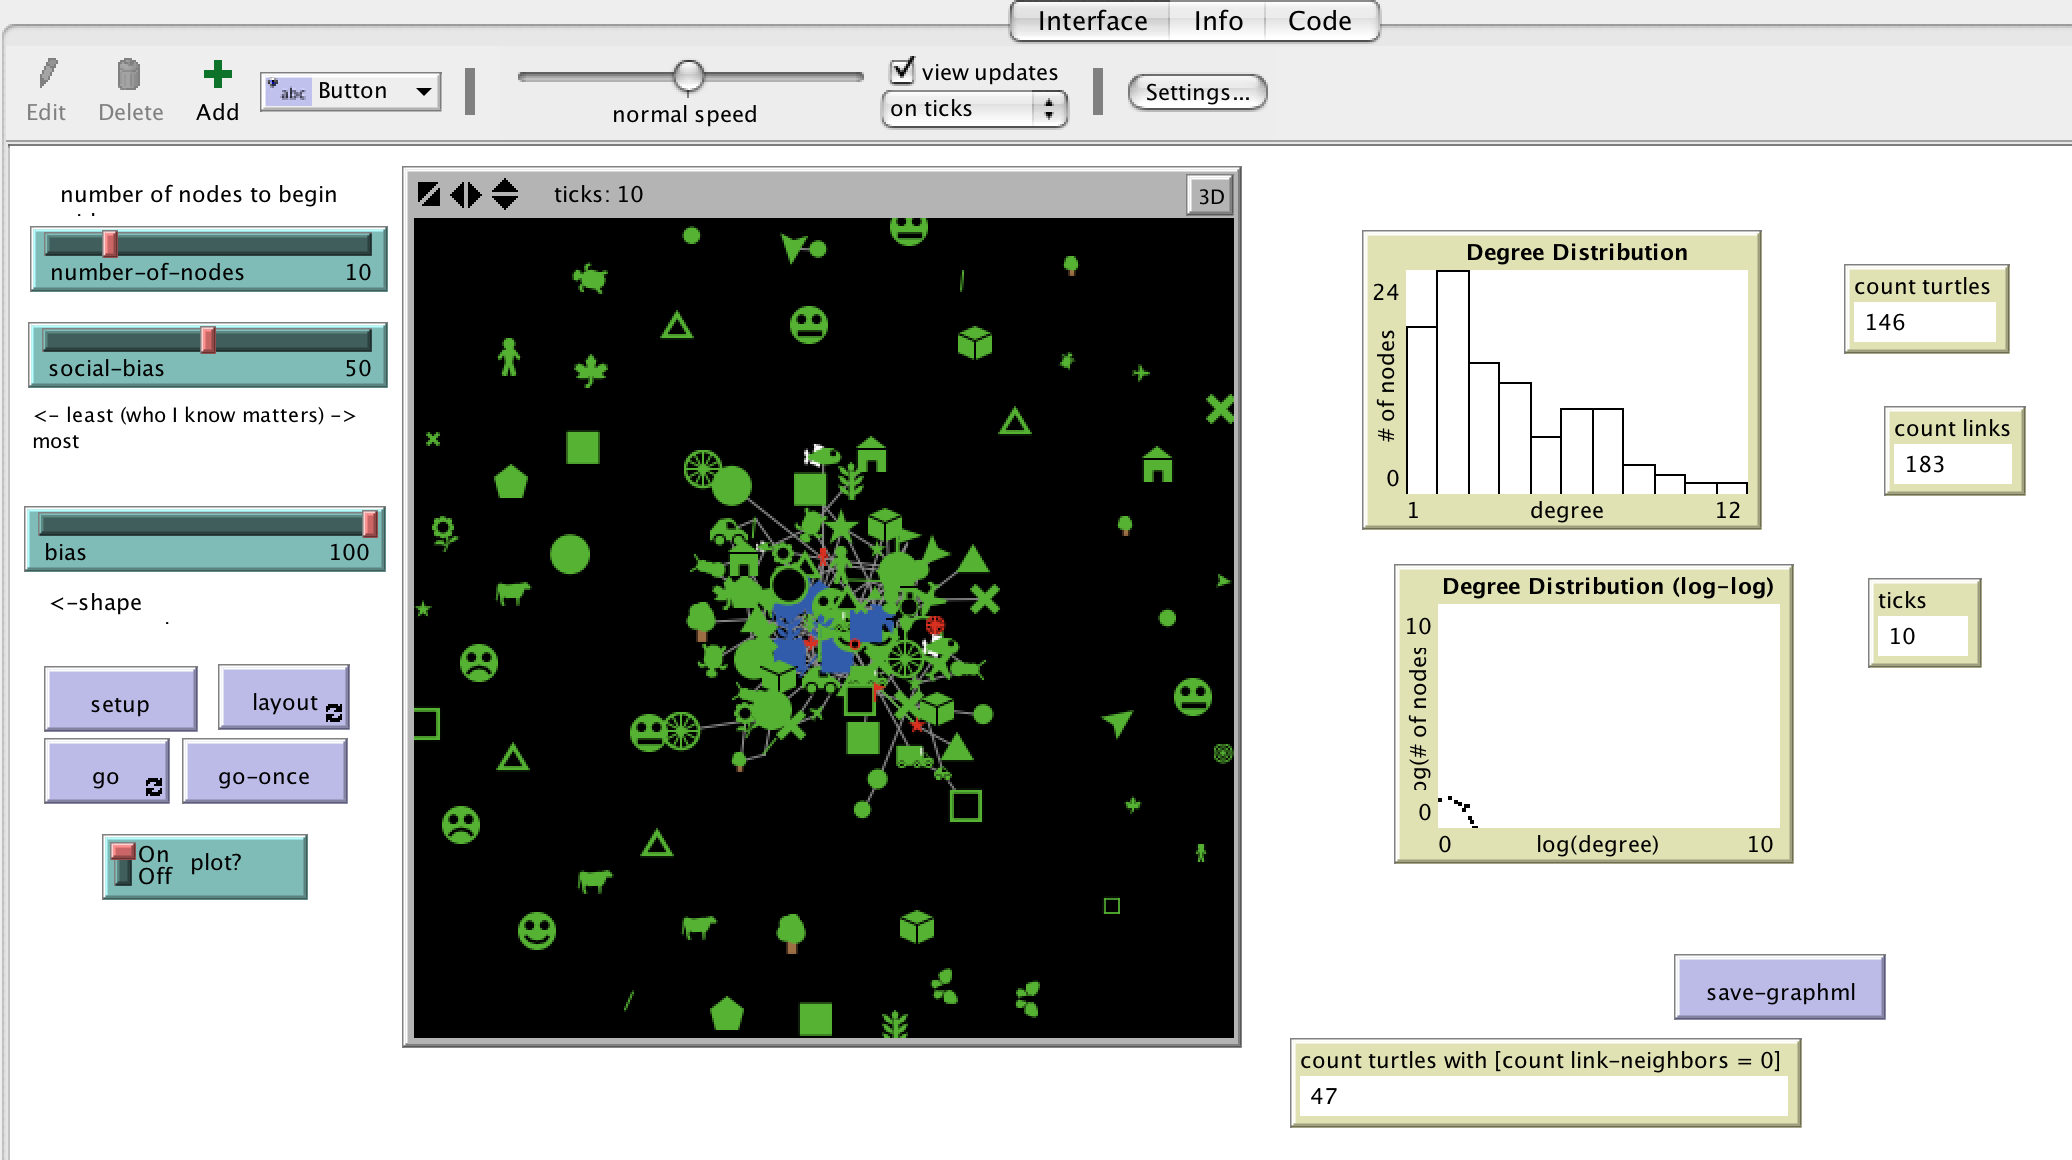 Interface Info Code
Edit Delete Add abc Button normal speed view updates on ticks Settings...
number of nodes to begin
number-of-nodes 10
social-bias 50
<- least (who I know matters) ->
most
bias 100
<-shape
setup layout
go go-once
On
Off plot?
ticks: 10 3D
Degree Distribution
24
# of nodes
0
1 degree 12
Degree Distribution (log-log)
10
# of nodes
0
0 log(degree) 10
count turtles
146
count links
183
ticks
10
save-graphml
count turtles with [count link-neighbors = 0]
47